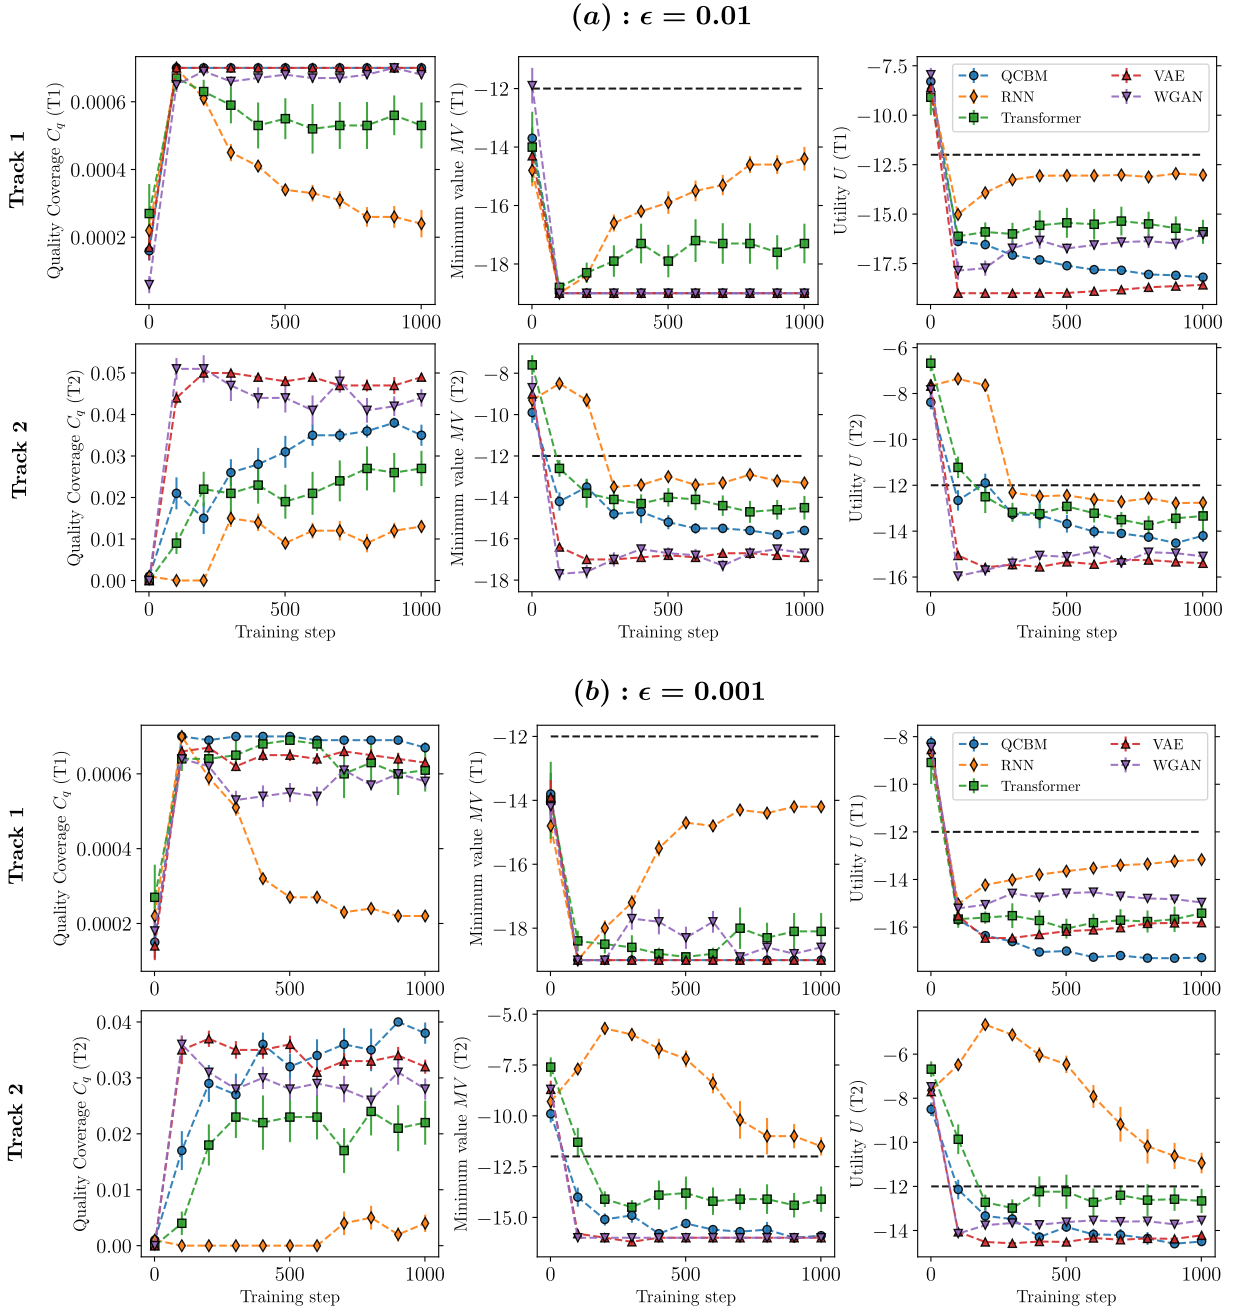 (a) : ϵ = 0.01
Track 1
Quality Coverage C_q (T1)
0.0006
0.0004
0.0002
0
500
1000
Minimum value MV (T1)
−12
−14
−16
−18
0
500
1000
Utility U (T1)
−7.5
−10.0
−12.5
−15.0
−17.5
0
500
1000
QCBM
RNN
Transformer
VAE
WGAN
Track 2
Quality Coverage C_q (T2)
0.05
0.04
0.03
0.02
0.01
0.00
0
500
1000
Training step
Minimum value MV (T2)
−8
−10
−12
−14
−16
−18
0
500
1000
Training step
Utility U (T2)
−6
−8
−10
−12
−14
−16
0
500
1000
Training step
(b) : ϵ = 0.001
Track 1
Quality Coverage C_q (T1)
0.0006
0.0004
0.0002
0
500
1000
Minimum value MV (T1)
−12
−14
−16
−18
0
500
1000
Utility U (T1)
−8
−10
−12
−14
−16
0
500
1000
QCBM
RNN
Transformer
VAE
WGAN
Track 2
Quality Coverage C_q (T2)
0.04
0.03
0.02
0.01
0.00
0
500
1000
Training step
Minimum value MV (T2)
−5.0
−7.5
−10.0
−12.5
−15.0
0
500
1000
Training step
Utility U (T2)
−6
−8
−10
−12
−14
0
500
1000
Training step